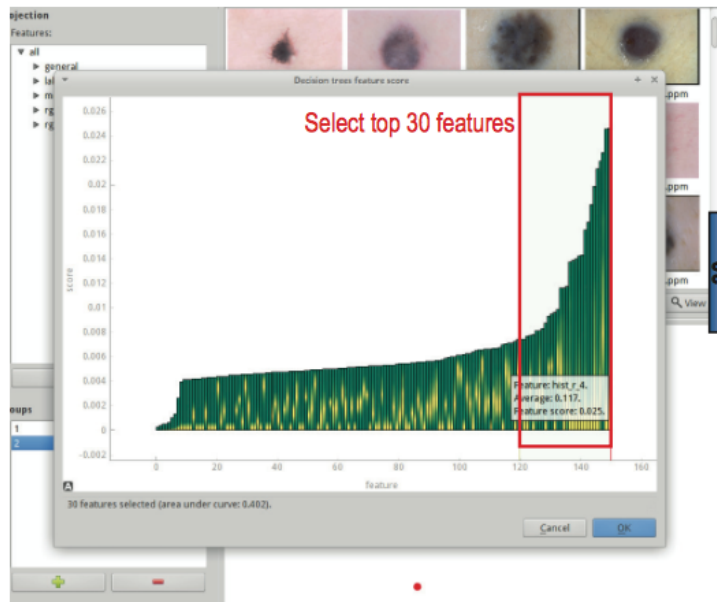 ojection
Features:
all
general
lal
m
rg
rg
.ppm
.ppm
View
Decision trees feature score
Select top 30 features
0.026
0.024
0.022
0.02
0.018
0.016
0.014
0.012
0.01
0.008
0.006
0.004
0.002
0
-0.002
score
Feature: hist_r_4.
Average: 0.117.
Feature score: 0.025.
0 20 40 60 80 100 120 140 160
feature
A
30 features selected (area under curve: 0.402).
Cancel OK
oups
1
2